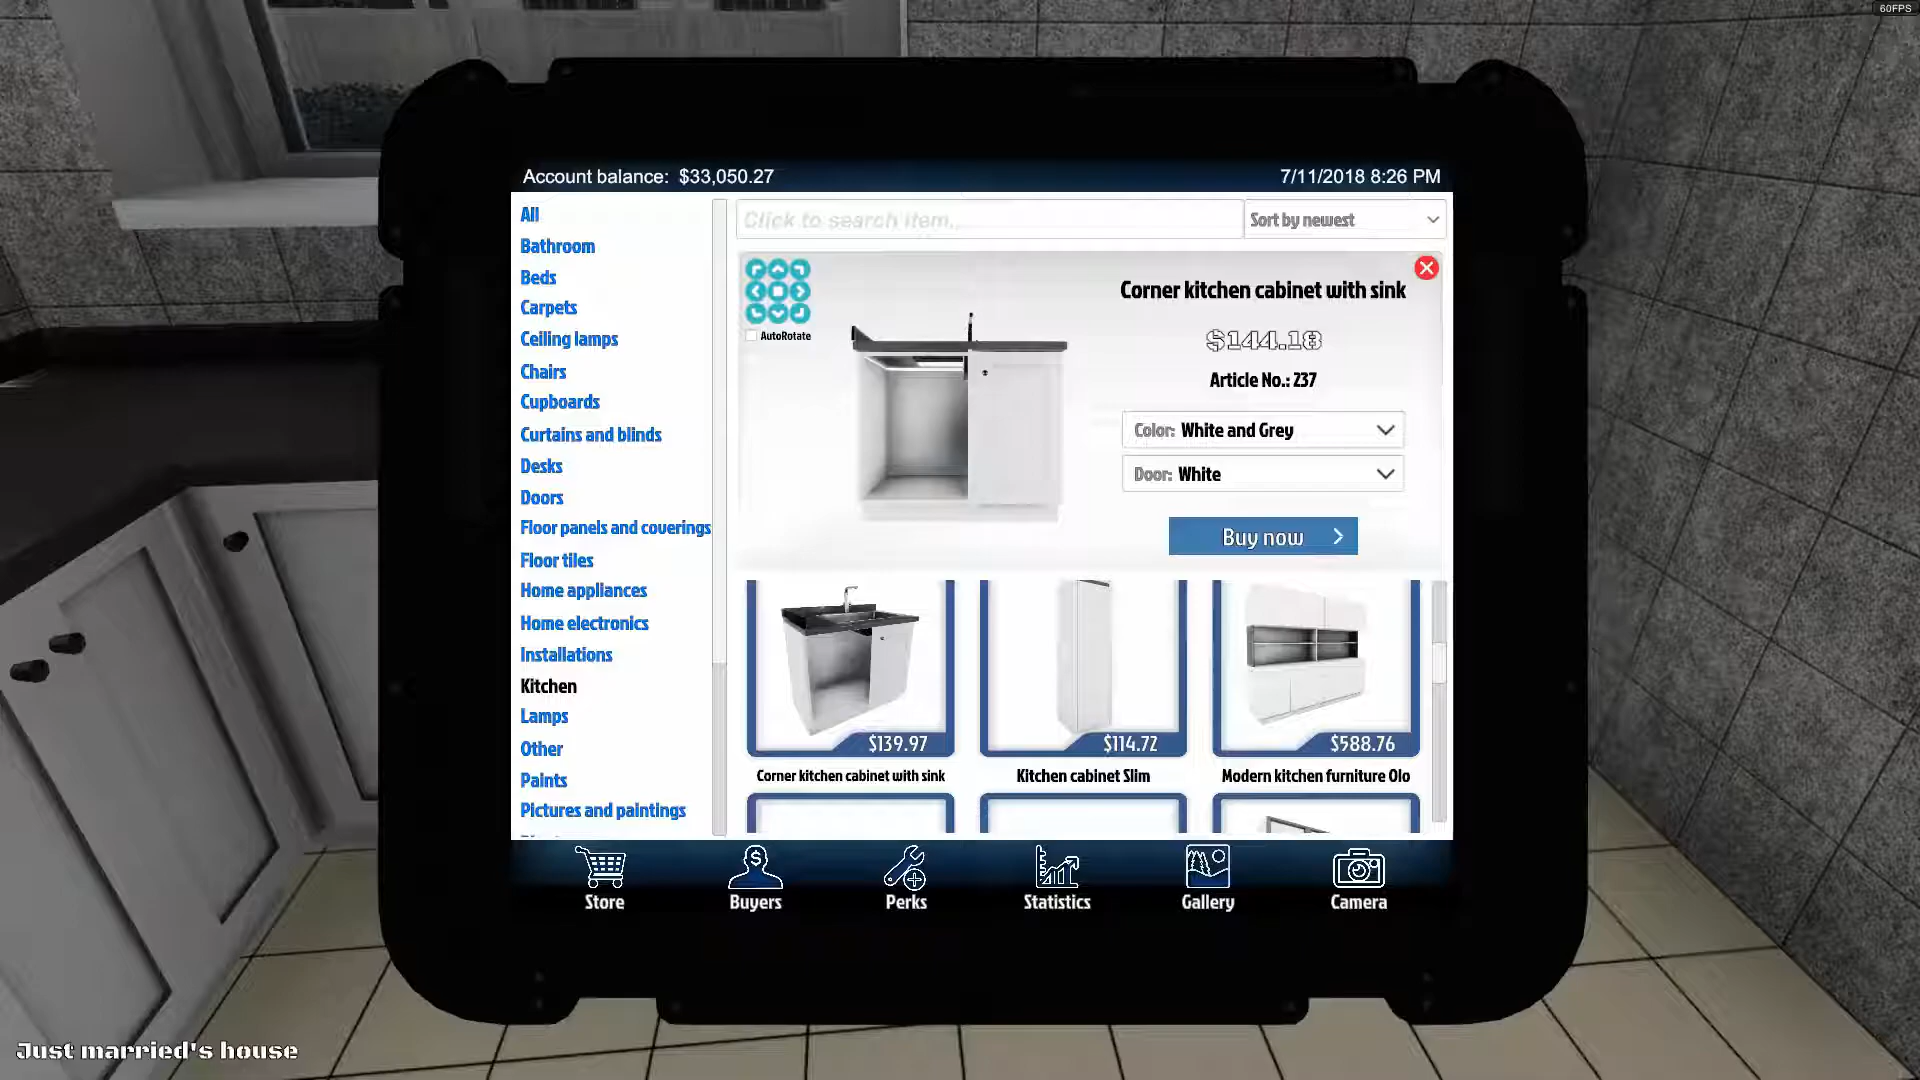 60FPS
Account balance: $33,050.27
7/11/2018 8:26 PM
All
Bathroom
Beds
Carpets
Ceiling lamps
Chairs
Cupboards
Curtains and blinds
Desks
Doors
Floor panels and coverings
Floor tiles
Home appliances
Home electronics
Installations
Kitchen
Lamps
Other
Paints
Pictures and paintings
Click to search item...
Sort by newest
AutoRotate
Corner kitchen cabinet with sink
$144.18
Article No.: 237
Color: White and Grey
Door: White
Buy now
$139.97
$114.72
$588.76
Corner kitchen cabinet with sink
Kitchen cabinet Slim
Modern kitchen furniture Olo
Store
Buyers
Perks
Statistics
Gallery
Camera
Just married's house